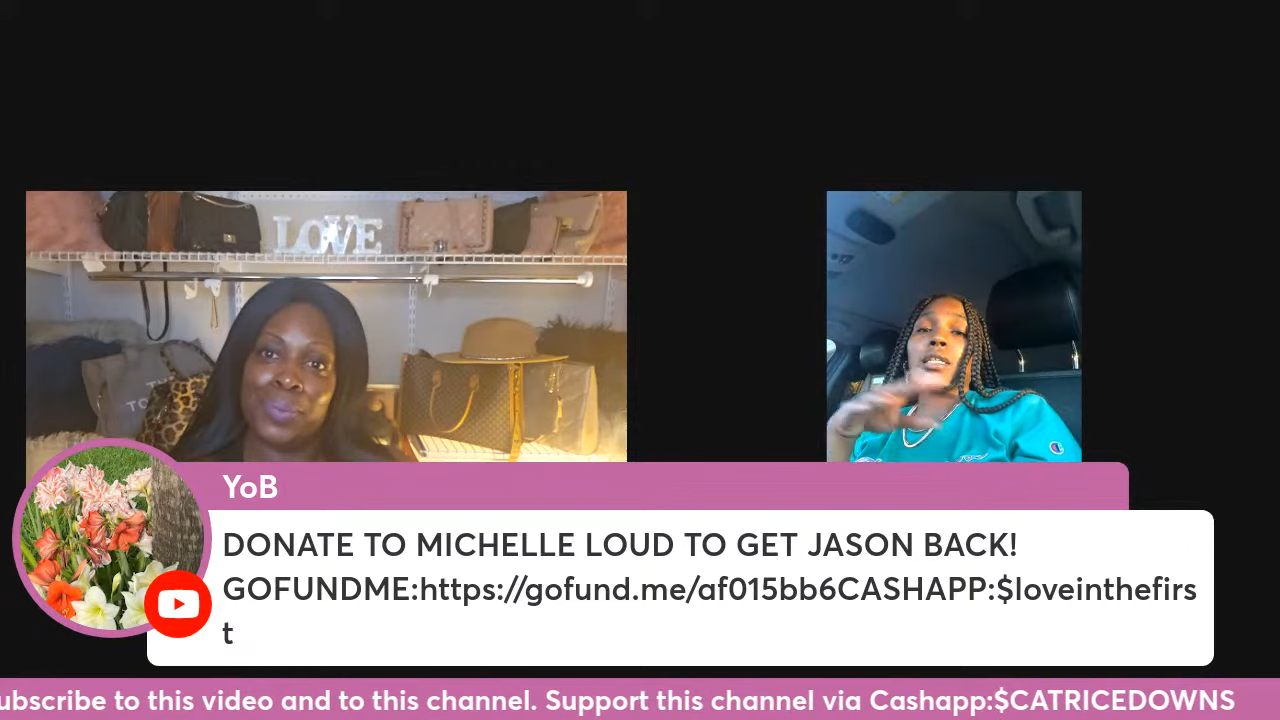 LOVE
YoB
DONATE TO MICHELLE LOUD TO GET JASON BACK!
GOFUNDME:https://gofund.me/af015bb6CASHAPP:$loveinthefirs
t
ubscribe to this video and to this channel. Support this channel via Cashapp:$CATRICEDOWNS